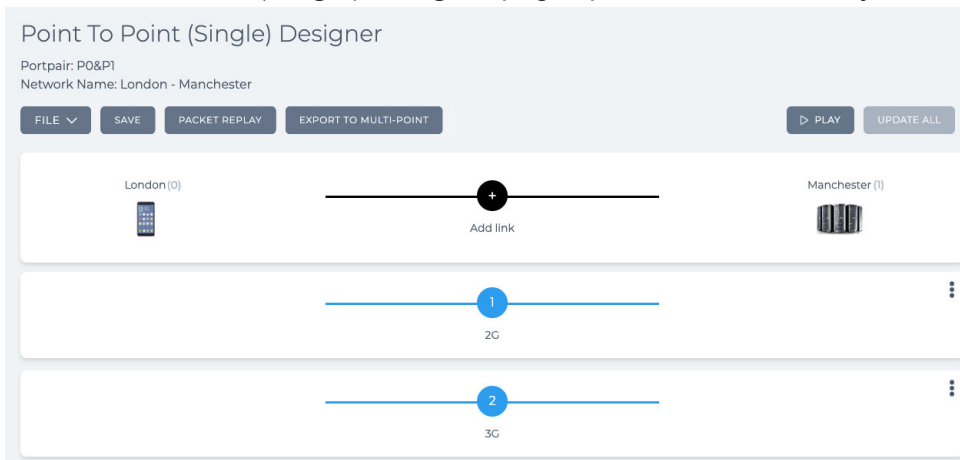 Point To Point (Single) Designer
Portpair: P0&P1
Network Name: London - Manchester
FILE SAVE PACKET REPLAY EXPORT TO MULTI-POINT PLAY UPDATE ALL
London (0) + Manchester (1)
Add link
1
2G
2
3G